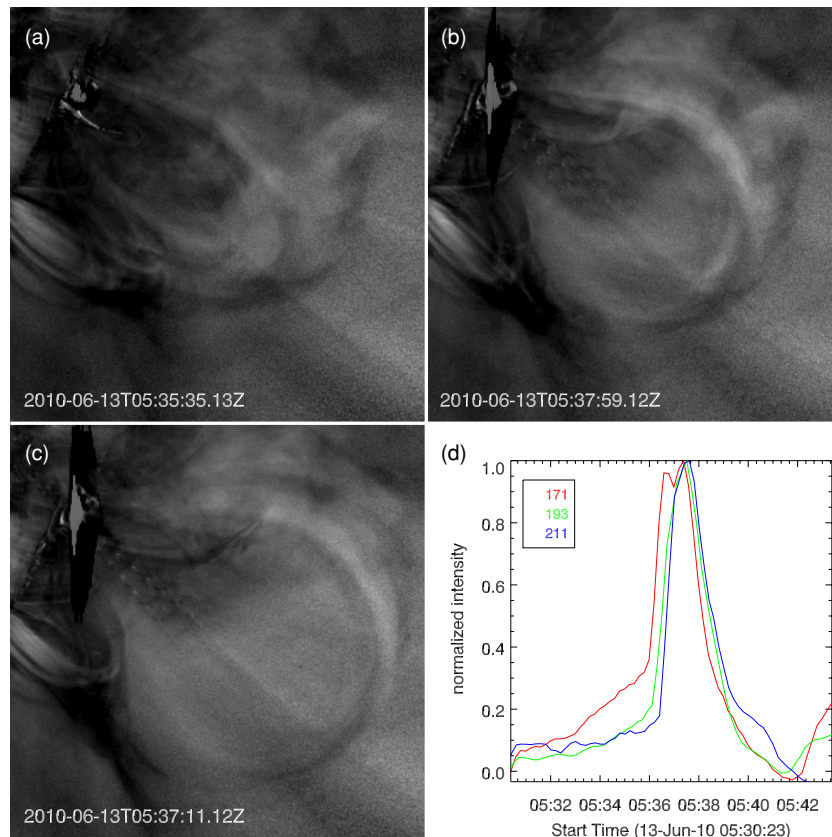 (a)
2010-06-13T05:35:35.13Z
(b)
2010-06-13T05:37:59.12Z
(c)
2010-06-13T05:37:11.12Z
(d)
171
193
211
normalized intensity
1.0
0.8
0.6
0.4
0.2
0.0
05:32 05:34 05:36 05:38 05:40 05:42
Start Time (13-Jun-10 05:30:23)